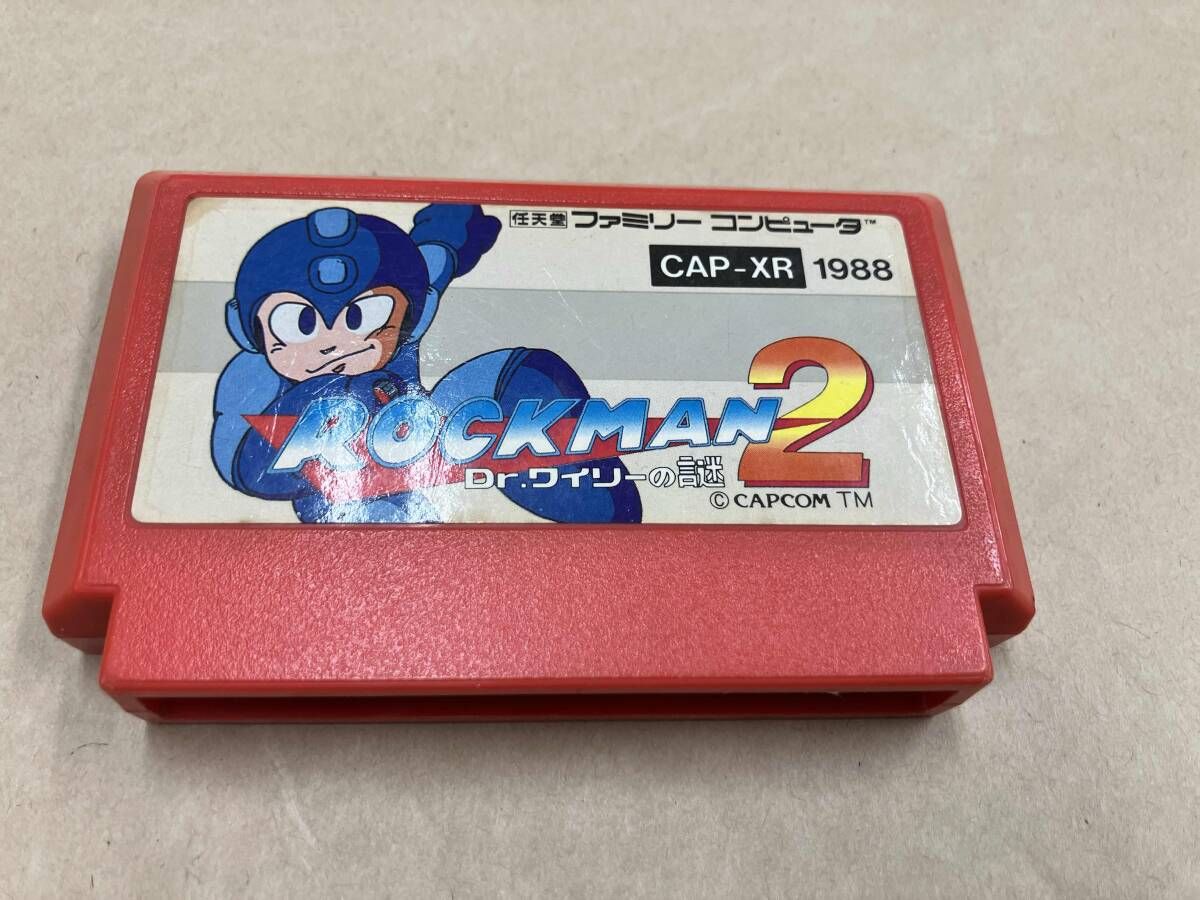 任天堂 ファミリー コンピュータ™
CAP-XR 1988
ROCKMAN 2
Dr.ワイリーの謎
© CAPCOM TM